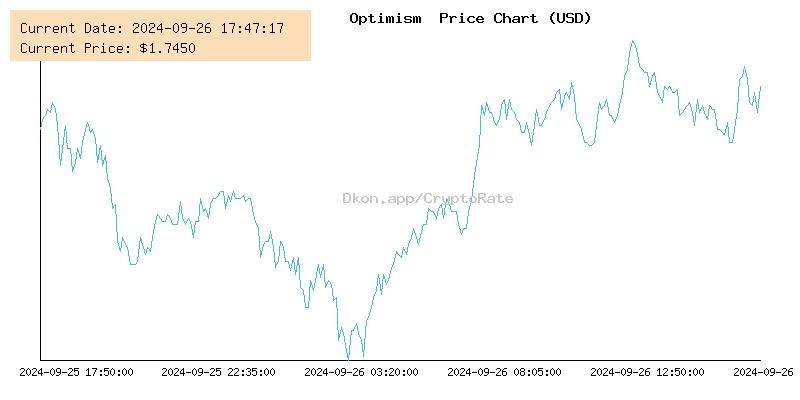 Optimism Price Chart (USD)
Current Date: 2024-09-26 17:47:17
Current Price: $1.7450
Dkon.app/CryptoRate
2024-09-25 17:50:00 2024-09-25 22:35:00 2024-09-26 03:20:00 2024-09-26 08:05:00 2024-09-26 12:50:00 2024-09-26